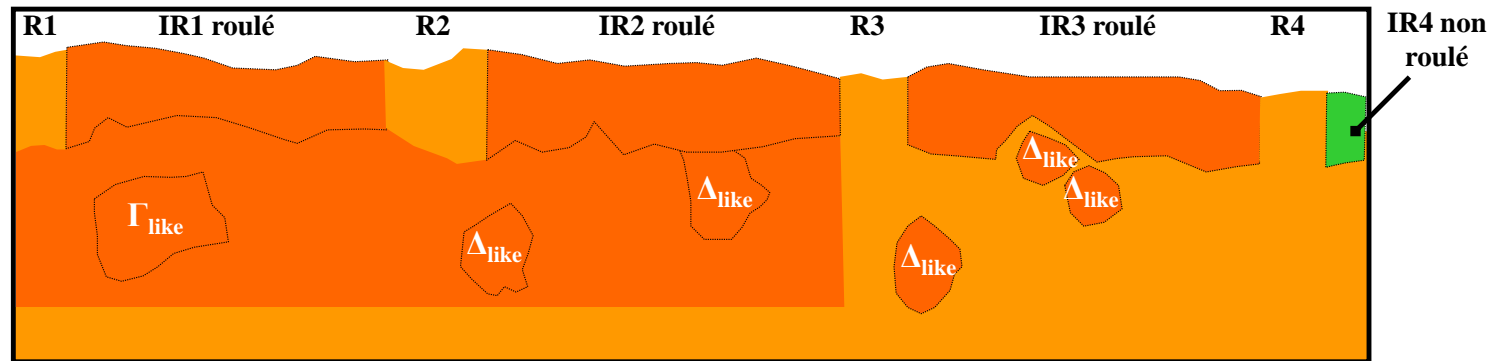 R1 IR1 roulé R2 IR2 roulé R3 IR3 roulé R4
IR4 non
roulé
Δlike
Δlike
Δlike
Γlike
Δlike
Δlike